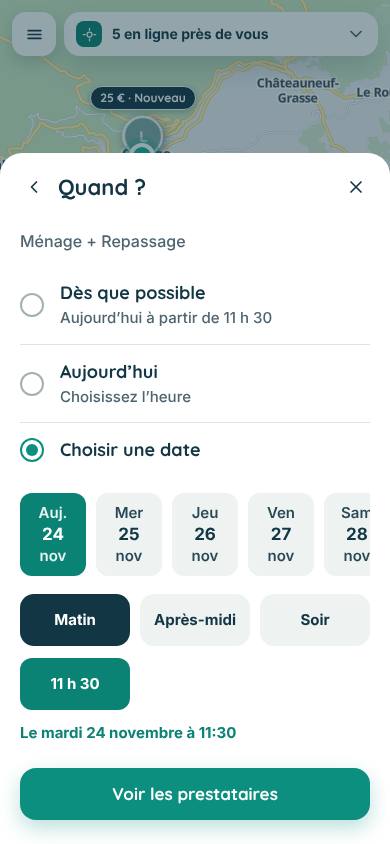 5 en ligne près de vous
25 € · Nouveau
Châteauneuf-
Grasse
Le Ro
L
Quand ?
Ménage + Repassage
Dès que possible
Aujourd’hui à partir de 11 h 30
Aujourd’hui
Choisissez l’heure
Choisir une date
Auj. Mer Jeu Ven Sam
24 25 26 27 28
nov nov nov nov nov
Matin Après-midi Soir
11 h 30
Le mardi 24 novembre à 11:30
Voir les prestataires